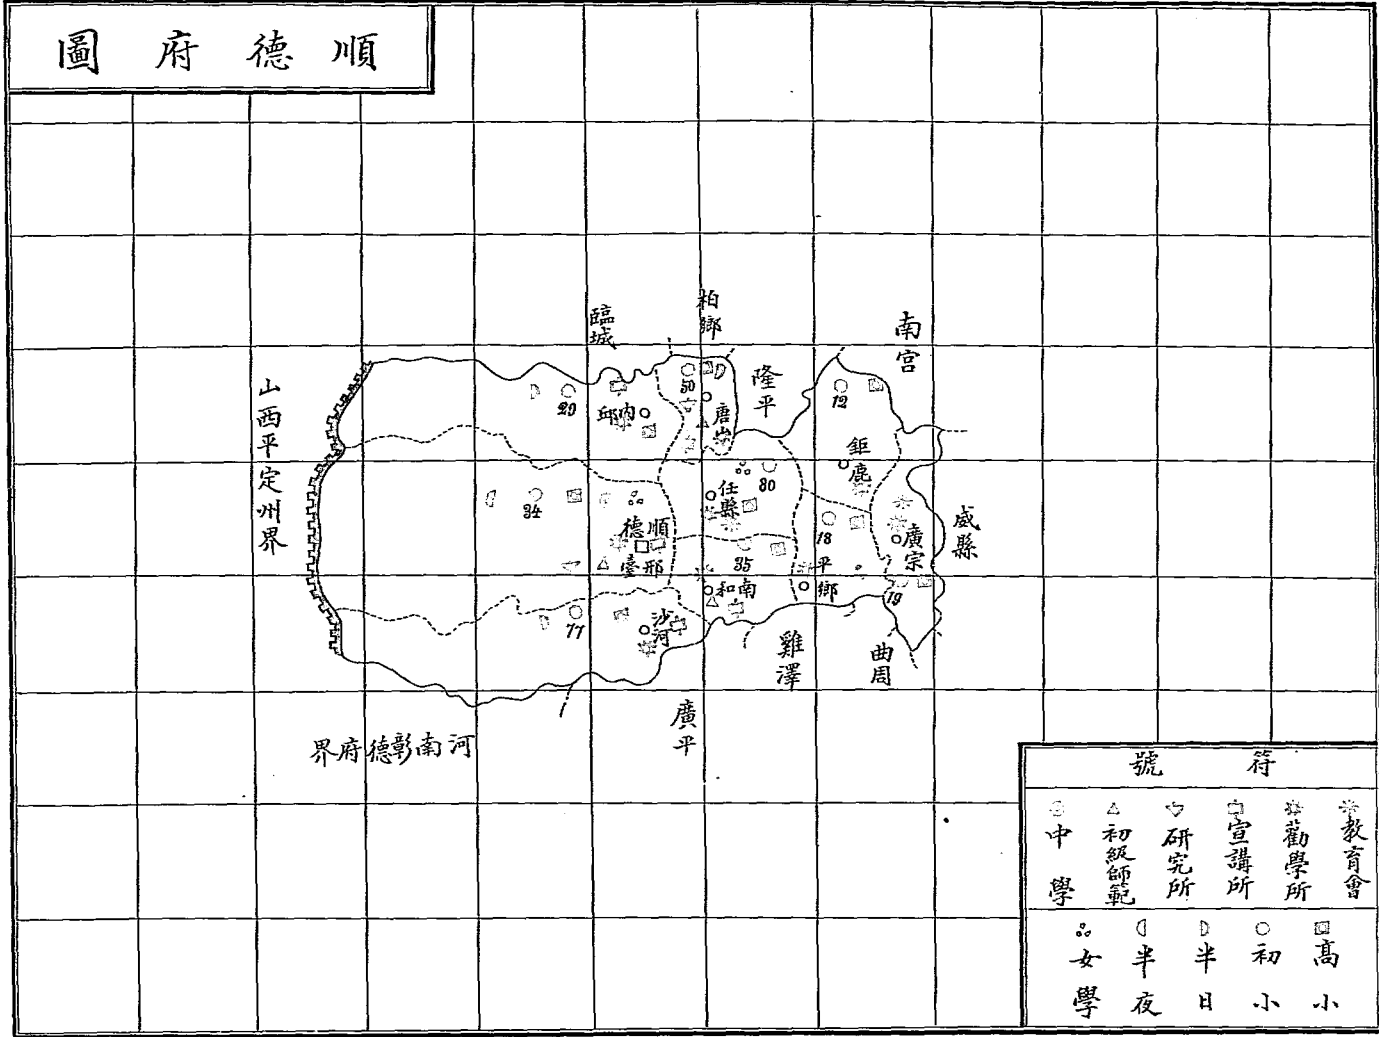 順德府圖
臨城
柏鄉
南宮
隆平
山西平定州界
20
內邱
50
唐山
12
鉅鹿
34
順德
邢臺
任縣
80
18
平鄉
廣宗
威縣
19
35
南和
77
沙河
雞澤
曲周
廣平
河南彰德府界
符號
教育會
勸學所
宣講所
研究所
初級師範
中學
高小
初小
半日
半夜
女學